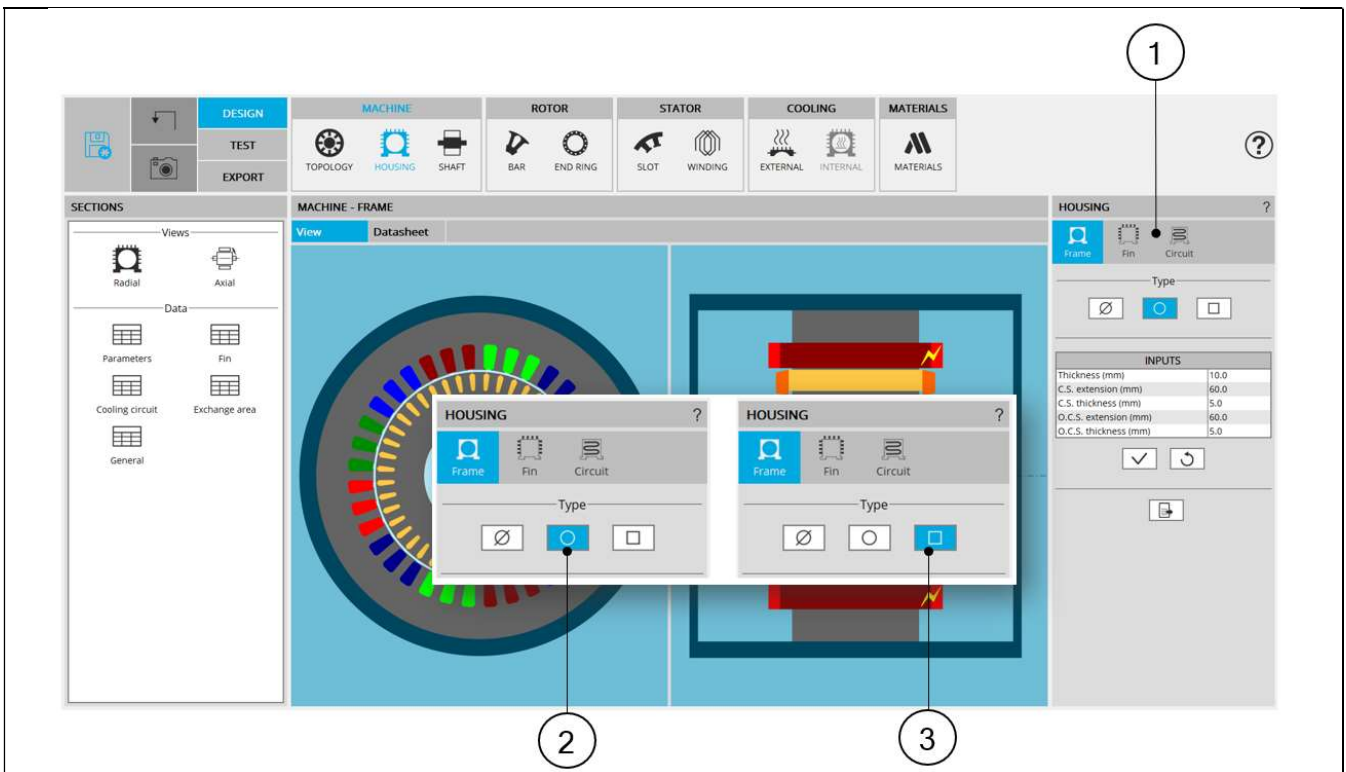 1
DESIGN
TEST
EXPORT
MACHINE
TOPOLOGY HOUSING SHAFT
ROTOR
BAR END RING
STATOR
SLOT WINDING
COOLING
EXTERNAL INTERNAL
MATERIALS
MATERIALS
?
SECTIONS
Views
Radial Axial
Data
Parameters Fin
Cooling circuit Exchange area
General
MACHINE - FRAME
View Datasheet
HOUSING ?
Frame Fin Circuit
Type
HOUSING ?
Frame Fin Circuit
Type
HOUSING ?
Frame Fin Circuit
Type
INPUTS
Thickness (mm) 10.0
C.S. extension (mm) 60.0
C.S. thickness (mm) 5.0
O.C.S. extension (mm) 60.0
O.C.S. thickness (mm) 5.0
2
3